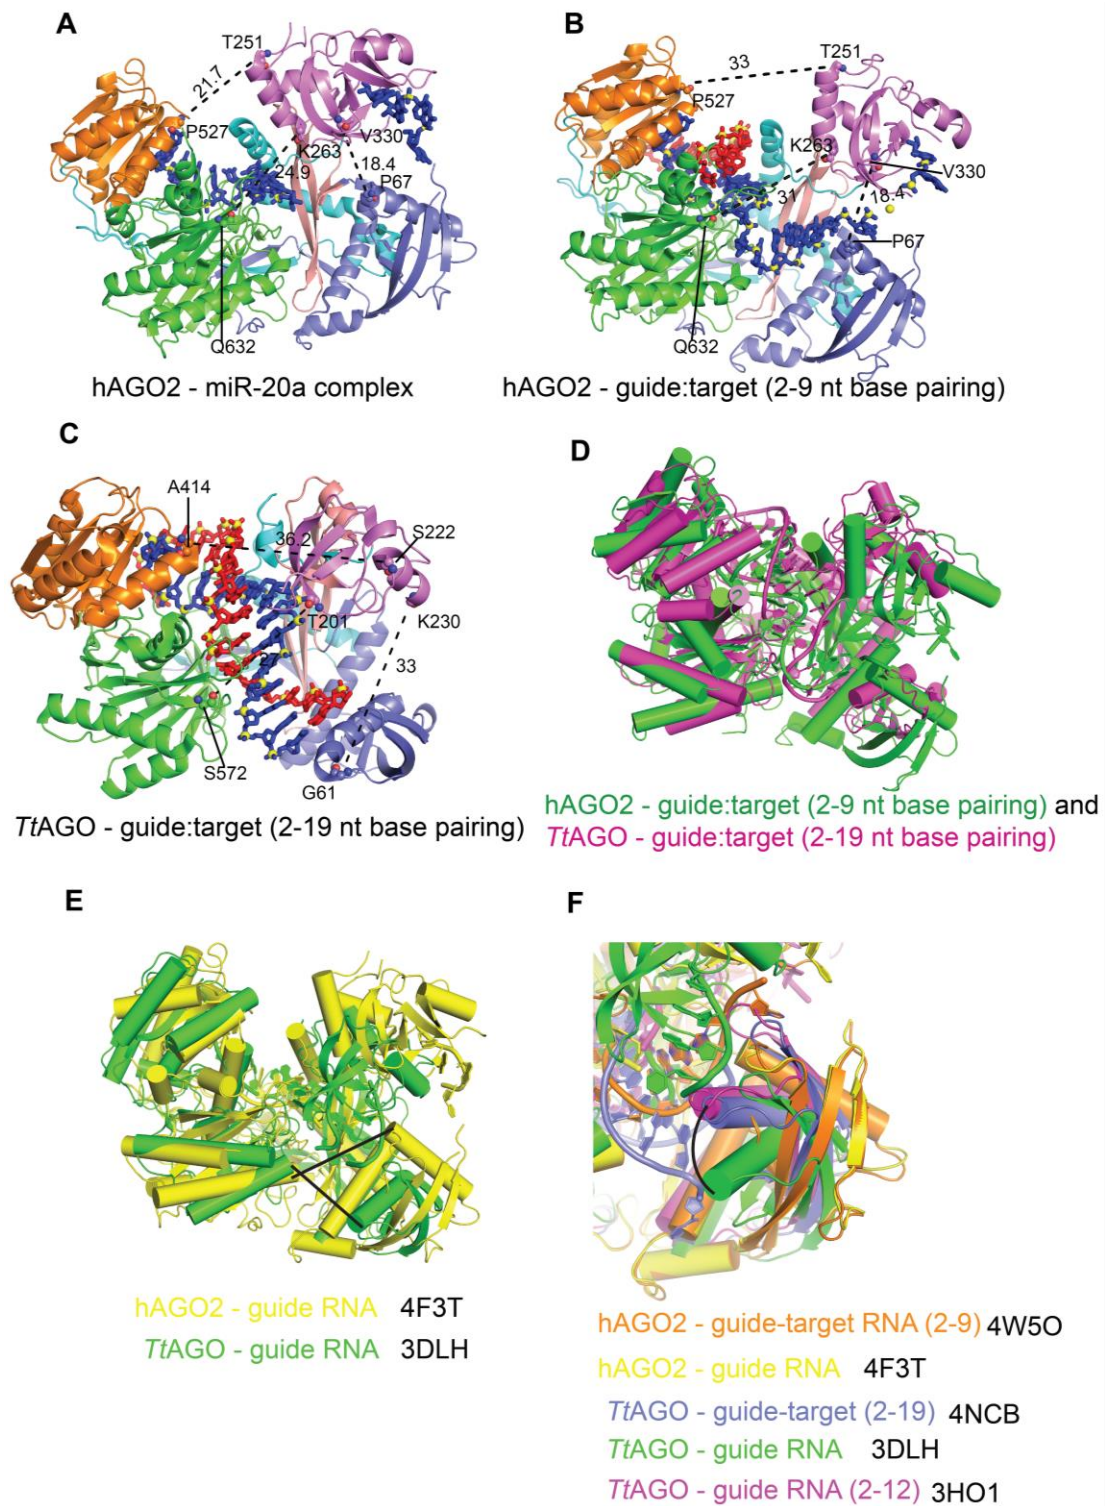 A
T251
21.7
P527
K263
V330
24.9
18.4
P67
Q632
hAGO2 - miR-20a complex
B
T251
33
P527
K263
V330
18.4
31
P67
Q632
hAGO2 - guide:target (2-9 nt base pairing)
C
A414
36.2
S222
T201
K230
27
33
S572
G61
TtAGO - guide:target (2-19 nt base pairing)
D
hAGO2 - guide:target (2-9 nt base pairing) and
TtAGO - guide:target (2-19 nt base pairing)
E
hAGO2 - guide RNA 4F3T
TtAGO - guide RNA 3DLH
F
hAGO2 - guide-target RNA (2-9) 4W5O
hAGO2 - guide RNA 4F3T
TtAGO - guide-target (2-19) 4NCB
TtAGO - guide RNA 3DLH
TtAGO - guide RNA (2-12) 3HO1